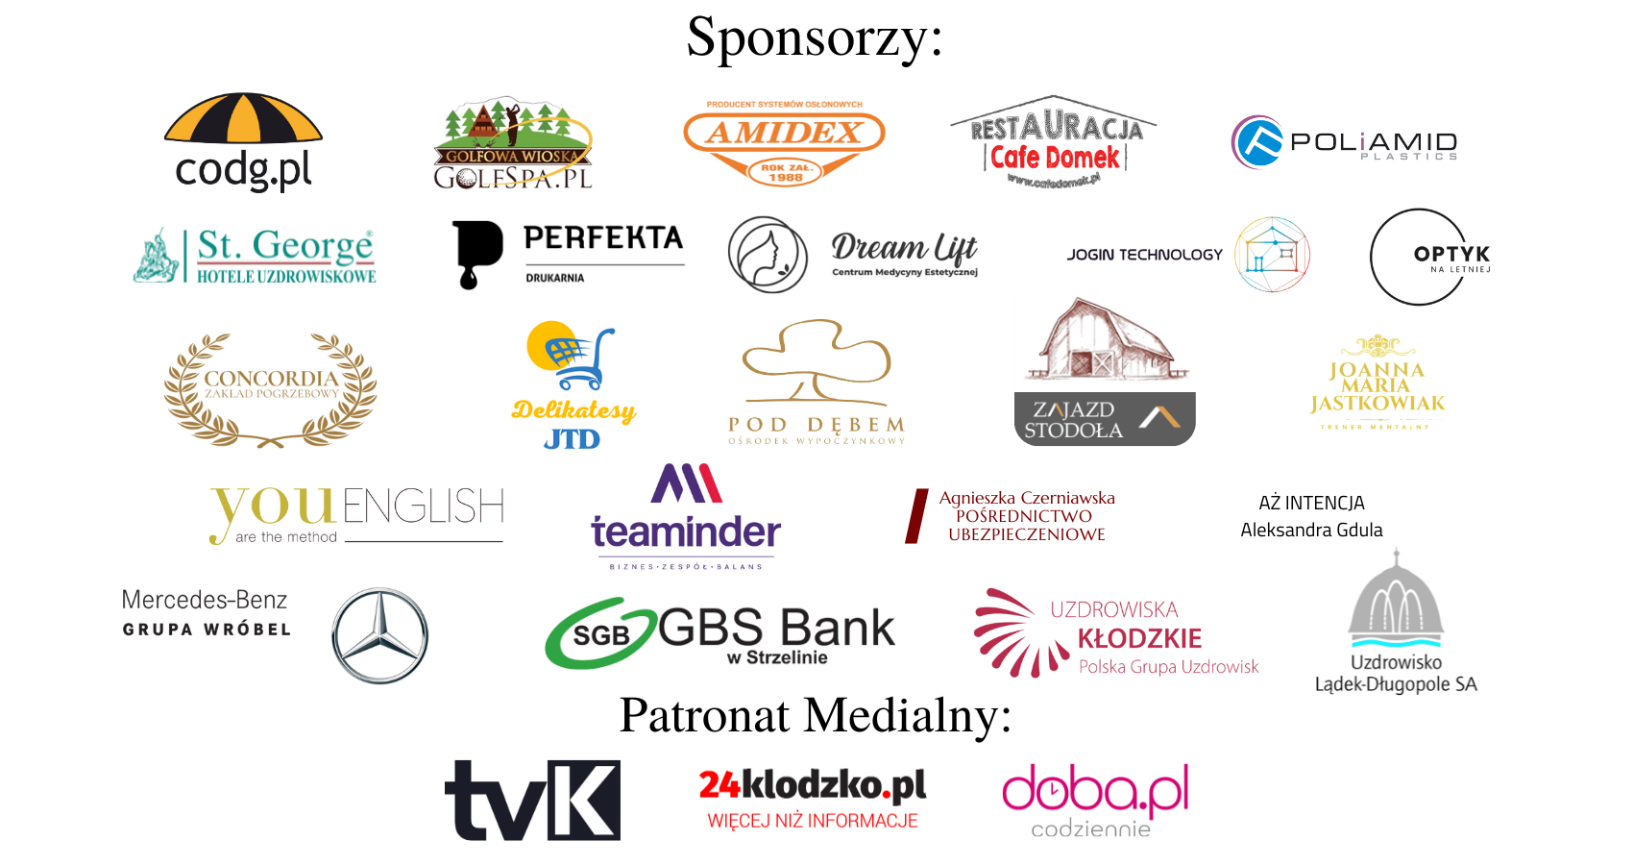 Sponsorzy:
codg.pl
GOLFOWA WIOSKA
GOLFSPA.PL
PRODUCENT SYSTEMÓW OSŁONOWYCH
AMIDEX
ROK ZAŁ.
1988
RESTAURACJA
Cafe Domek
www.cafedomek.pl
POLiAMID
PLASTICS
St. George®
HOTELE UZDROWISKOWE
PERFEKTA
DRUKARNIA
Dream Lift
Centrum Medycyny Estetycznej
JOGIN TECHNOLOGY
OPTYK
NA LETNIEJ
CONCORDIA
ZAKŁAD POGRZEBOWY
Delikatesy
JTD
POD DĘBEM
OŚRODEK WYPOCZYNKOWY
ZAJAZD
STODOŁA
JOANNA
MARIA
JASTKOWIAK
TRENER MENTALNY
you ENGLISH
are the method
teaminder
BIZNES•ZESPÓŁ•BALANS
Agnieszka Czerniawska
POŚREDNICTWO
UBEZPIECZENIOWE
AŻ INTENCJA
Aleksandra Gdula
Mercedes-Benz
GRUPA WRÓBEL
SGB GBS Bank
w Strzelinie
UZDROWISKA
KŁODZKIE
Polska Grupa Uzdrowisk
Uzdrowisko
Lądek-Długopole SA
Patronat Medialny:
tvK
24klodzko.pl
WIĘCEJ NIŻ INFORMACJE
doba.pl
codziennie